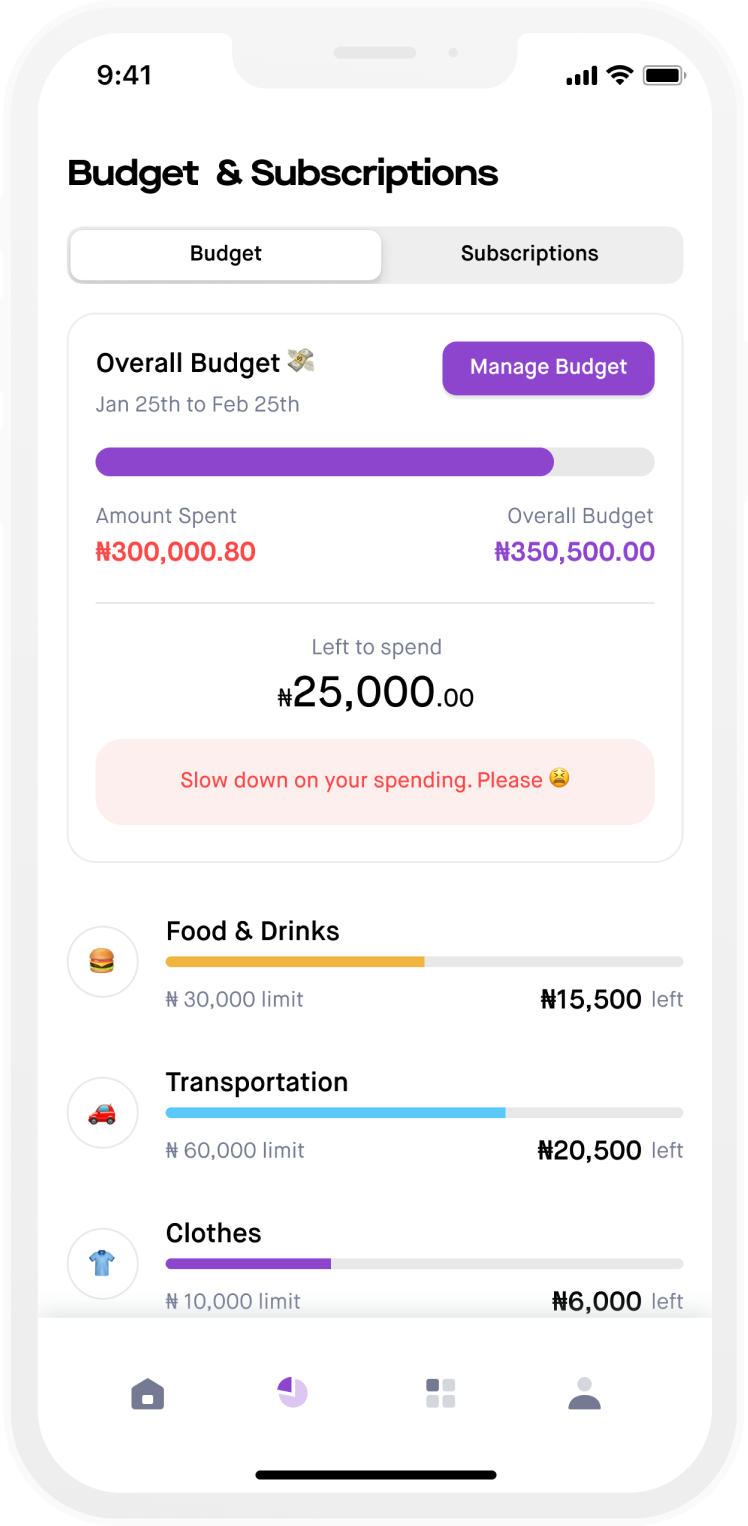 9:41
Budget & Subscriptions
Budget Subscriptions
Overall Budget 💸 Manage Budget
Jan 25th to Feb 25th
Amount Spent Overall Budget
₦300,000.80 ₦350,500.00
Left to spend
₦25,000.00
Slow down on your spending. Please 😫
Food & Drinks
₦ 30,000 limit ₦15,500 left
Transportation
₦ 60,000 limit ₦20,500 left
Clothes
₦ 10,000 limit ₦6,000 left